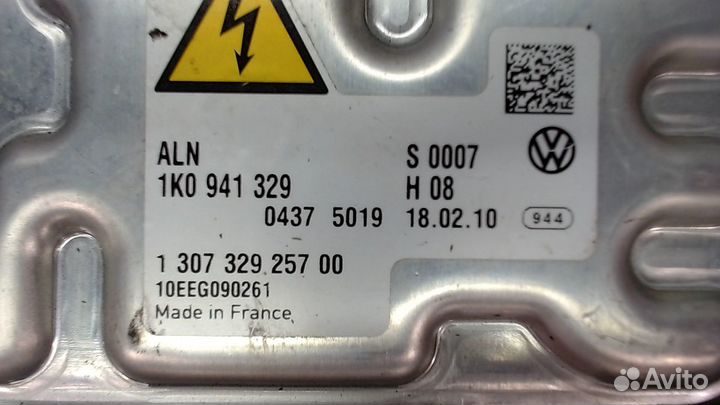 ALN S 0007
1K0 941 329 H 08
0437 5019 18.02.10 944
1 307 329 257 00
10EEG090261
Made in France
Avito